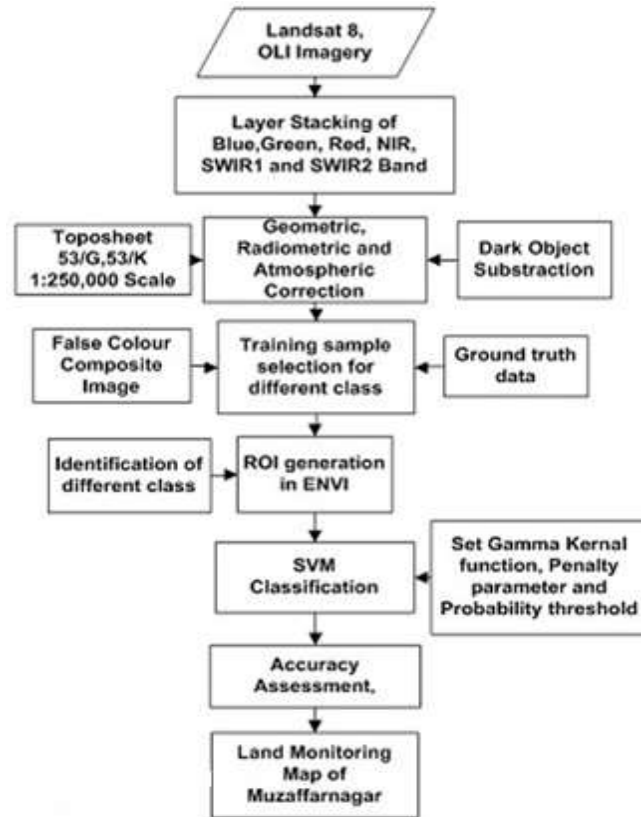 Landsat 8,
OLI Imagery
Layer Stacking of
Blue,Green, Red, NIR,
SWIR1 and SWIR2 Band
Toposheet
53/G,53/K
1:250,000 Scale
Geometric,
Radiometric and
Atmospheric
Correction
Dark Object
Substraction
False Colour
Composite
Image
Training sample
selection for
different class
Ground truth
data
Identification of
different class
ROI generation
in ENVI
SVM
Classification
Set Gamma Kernal
function, Penalty
parameter and
Probability threshold
Accuracy
Assessment,
Land Monitoring
Map of
Muzaffarnagar